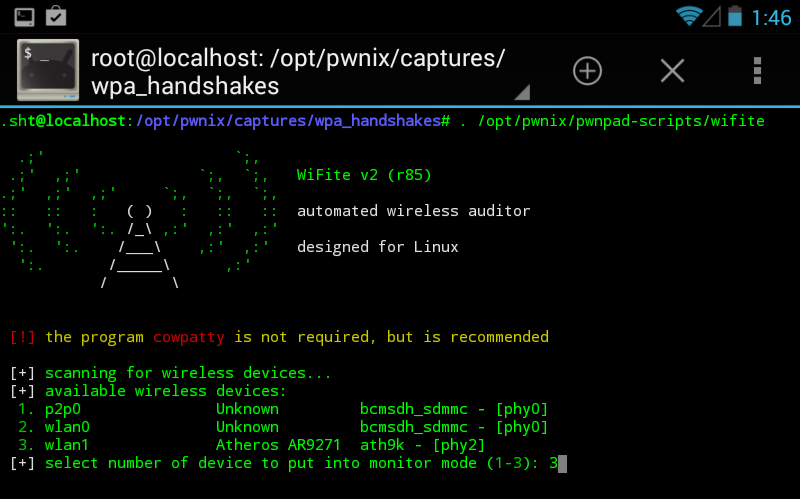 1:46
$ _
root@localhost: /opt/pwnix/captures/
wpa_handshakes
.sht@localhost:/opt/pwnix/captures/wpa_handshakes# . /opt/pwnix/pwnpad-scripts/wifite
WiFite v2 (r85)
automated wireless auditor
designed for Linux
[!] the program cowpatty is not required, but is recommended
[+] scanning for wireless devices...
[+] available wireless devices:
1. p2p0 Unknown bcmsdh_sdmmc - [phy0]
2. wlan0 Unknown bcmsdh_sdmmc - [phy0]
3. wlan1 Atheros AR9271 ath9k - [phy2]
[+] select number of device to put into monitor mode (1-3): 3